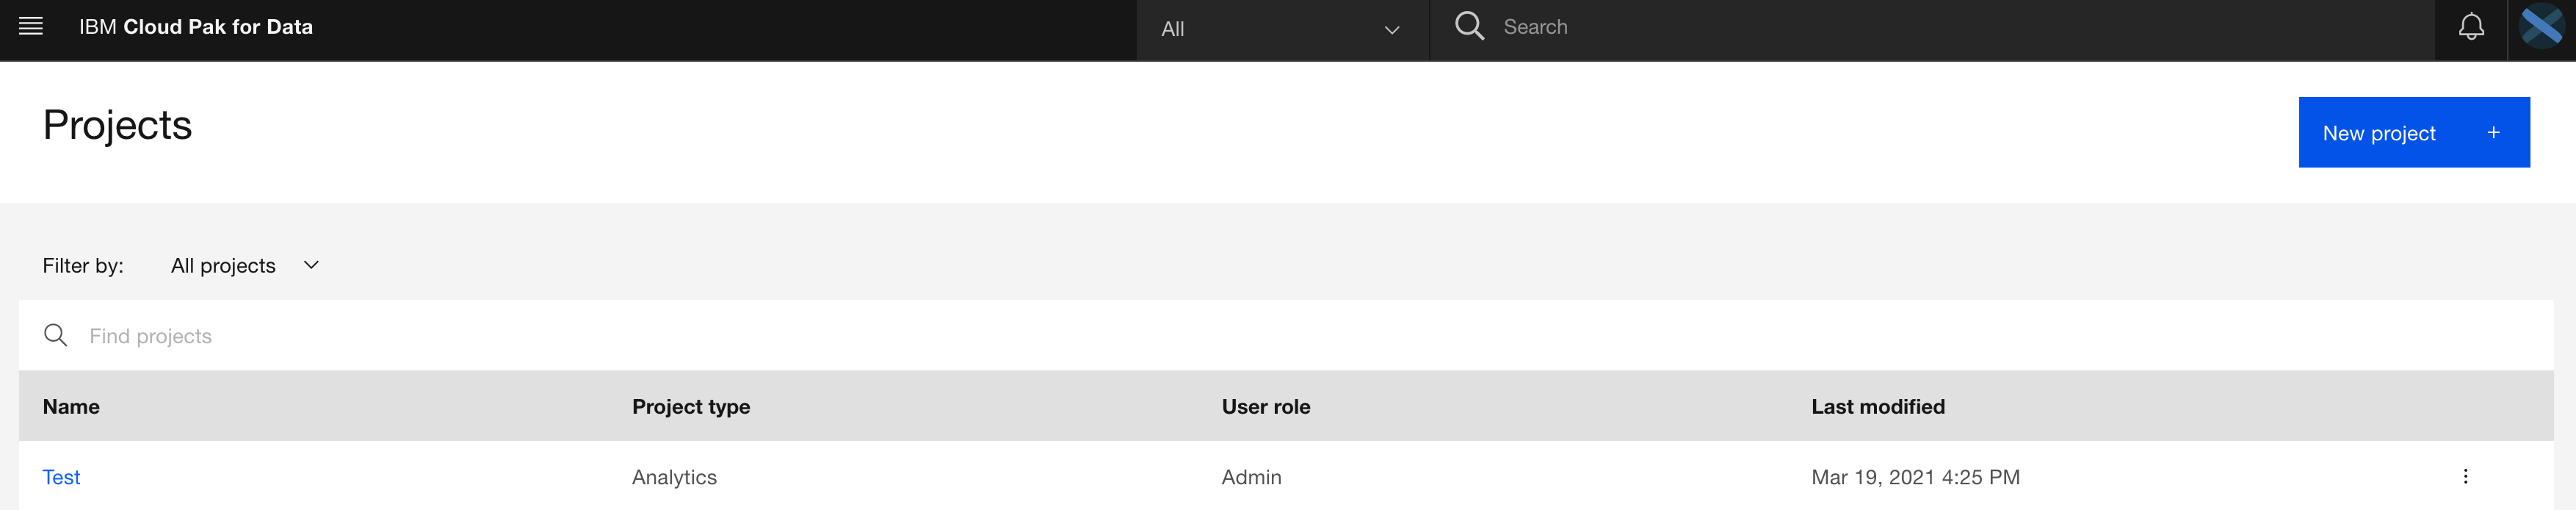 IBM Cloud Pak for Data All Search
Projects
New project +
Filter by: All projects
Find projects
Name Project type User role Last modified
Test Analytics Admin Mar 19, 2021 4:25 PM